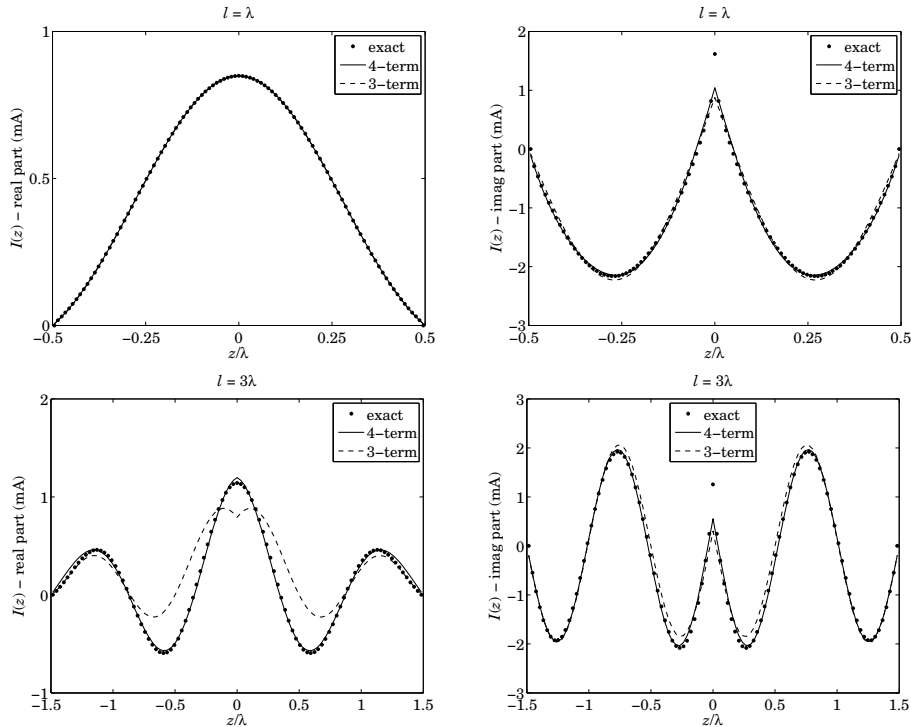 l = λ
1
0.5
0
−0.5
−0.25
0
0.25
0.5
z/λ
I(z) − real part (mA)
exact
4−term
3−term
l = λ
2
1
0
−1
−2
−3
−0.5
−0.25
0
0.25
0.5
z/λ
I(z) − imag part (mA)
exact
4−term
3−term
l = 3λ
2
1
0
−1
−1.5
−1
−0.5
0
0.5
1
1.5
z/λ
I(z) − real part (mA)
exact
4−term
3−term
l = 3λ
3
2
1
0
−1
−2
−3
−1.5
−1
−0.5
0
0.5
1
1.5
z/λ
I(z) − imag part (mA)
exact
4−term
3−term